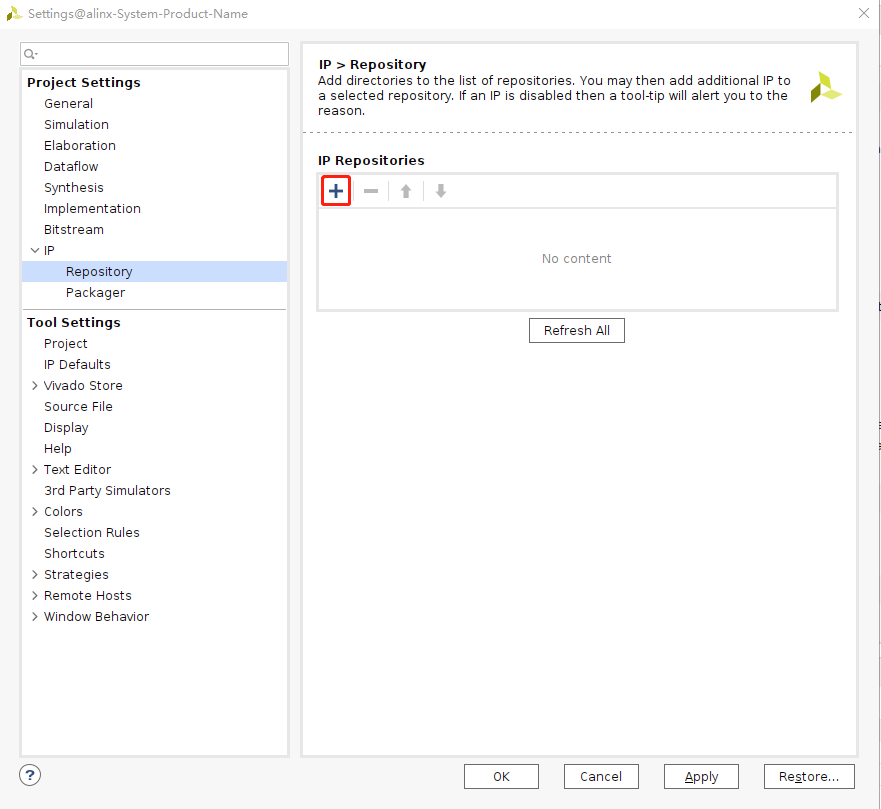 Settings@alinx-System-Product-Name
Project Settings
General
Simulation
Elaboration
Dataflow
Synthesis
Implementation
Bitstream
IP
Repository
Packager
Tool Settings
Project
IP Defaults
Vivado Store
Source File
Display
Help
Text Editor
3rd Party Simulators
Colors
Selection Rules
Shortcuts
Strategies
Remote Hosts
Window Behavior
IP > Repository
Add directories to the list of repositories. You may then add additional IP to
a selected repository. If an IP is disabled then a tool-tip will alert you to the
reason.
IP Repositories
No content
Refresh All
?
OK
Cancel
Apply
Restore...